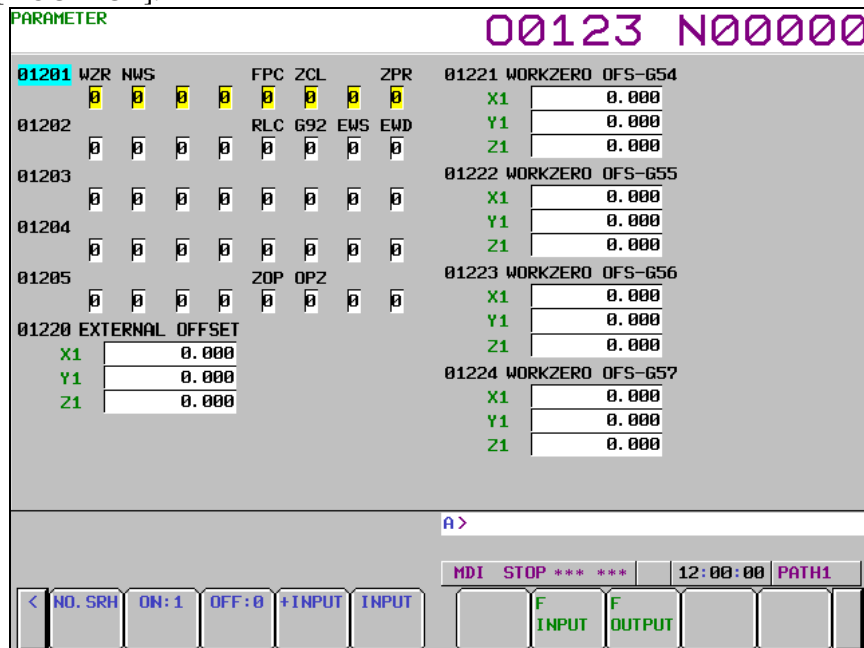 PARAMETER
O0123 N00000
01201 WZR NWS FPC ZCL ZPR
0 0 0 0 0 0 0 0
01202 RLC G92 EWS EWD
0 0 0 0 0 0 0 0
01203
0 0 0 0 0 0 0 0
01204
0 0 0 0 0 0 0 0
01205 ZOP OPZ
0 0 0 0 0 0 0 0
01220 EXTERNAL OFFSET
X1 0.000
Y1 0.000
Z1 0.000
01221 WORKZERO OFS-G54
X1 0.000
Y1 0.000
Z1 0.000
01222 WORKZERO OFS-G55
X1 0.000
Y1 0.000
Z1 0.000
01223 WORKZERO OFS-G56
X1 0.000
Y1 0.000
Z1 0.000
01224 WORKZERO OFS-G57
X1 0.000
Y1 0.000
Z1 0.000
A>
MDI STOP *** *** 12:00:00 PATH1
< NO.SRH ON:1 OFF:0 +INPUT INPUT
F INPUT
F OUTPUT